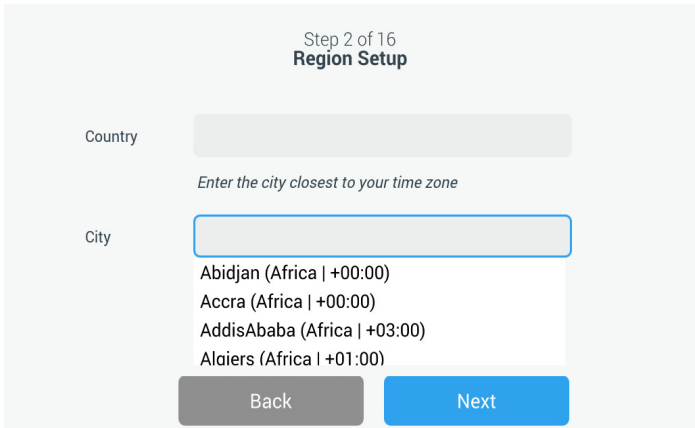 Step 2 of 16
Region Setup
Country
Enter the city closest to your time zone
City
Abidjan (Africa | +00:00)
Accra (Africa | +00:00)
AddisAbaba (Africa | +03:00)
Algiers (Africa | +01:00)
Back
Next